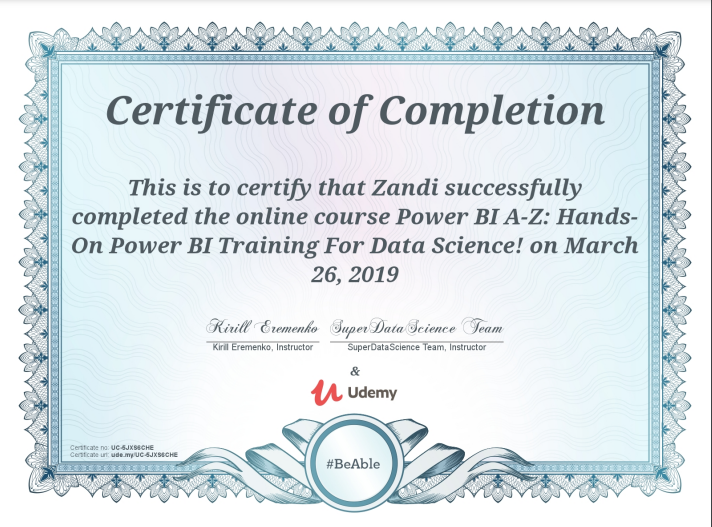 Certificate of Completion
This is to certify that Zandi successfully
completed the online course Power BI A-Z: Hands-
On Power BI Training For Data Science! on March
26, 2019
Kirill Eremenko SuperDataScience Team
Kirill Eremenko, Instructor SuperDataScience Team, Instructor
&
Udemy
Certificate no: UC-5JXS6CHE
Certificate url: ude.my/UC-5JXS6CHE
#BeAble